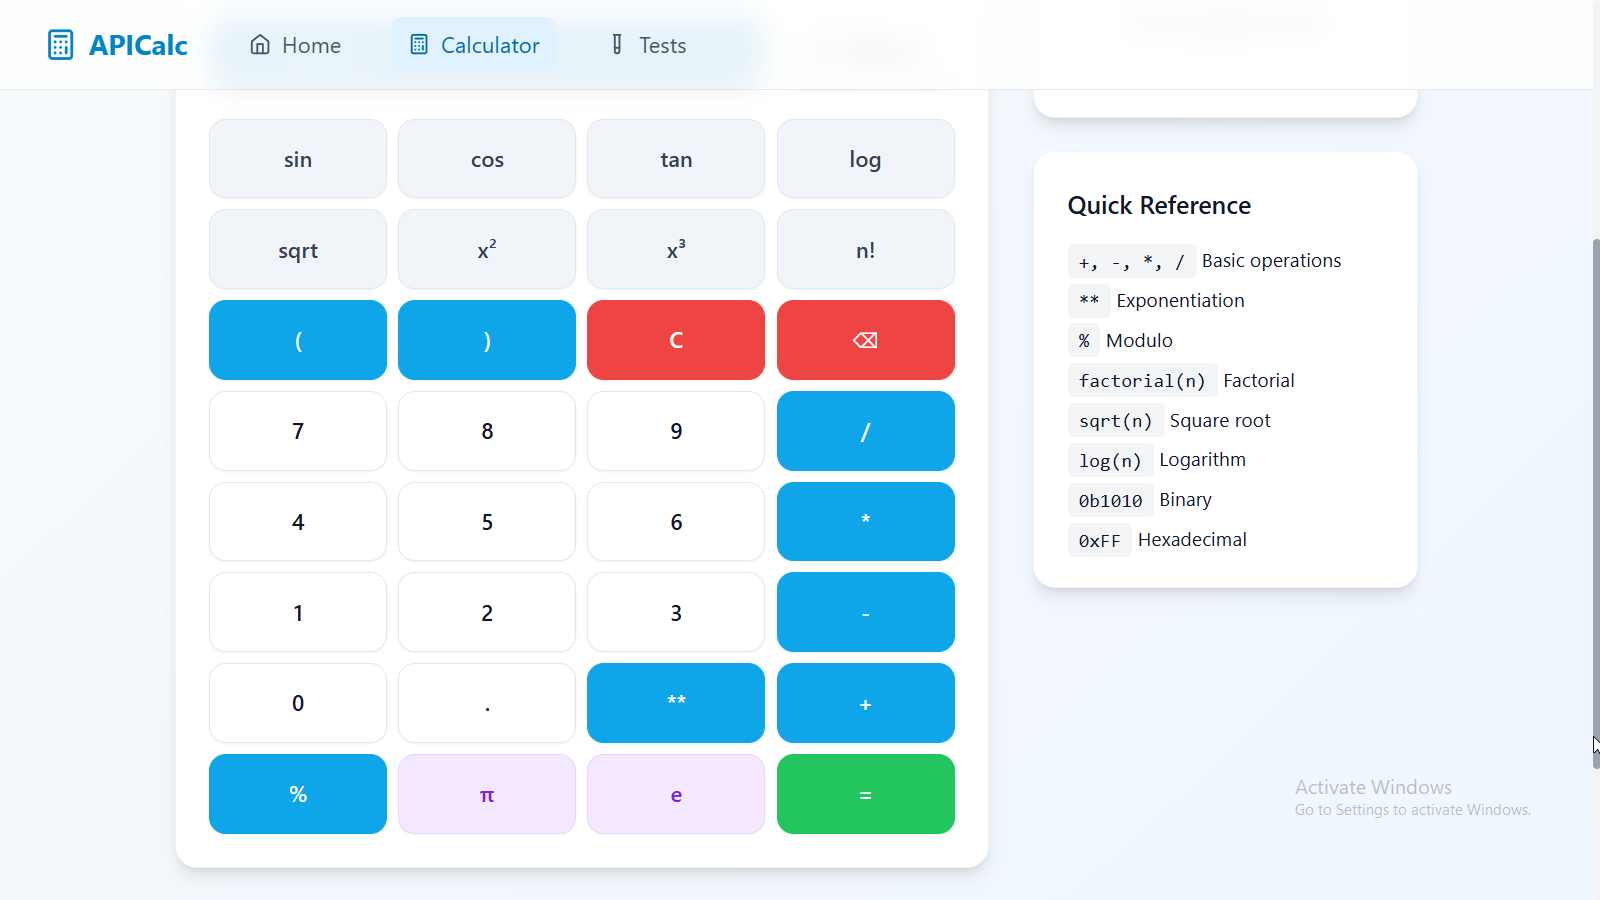 APICalc
Home
Calculator
Tests
sin
cos
tan
log
sqrt
x²
x³
n!
(
)
C
⌫
7
8
9
/
4
5
6
*
1
2
3
-
0
.
**
+
%
π
e
=
Quick Reference
+, -, *, / Basic operations
** Exponentiation
% Modulo
factorial(n) Factorial
sqrt(n) Square root
log(n) Logarithm
0b1010 Binary
0xFF Hexadecimal
Activate Windows
Go to Settings to activate Windows.